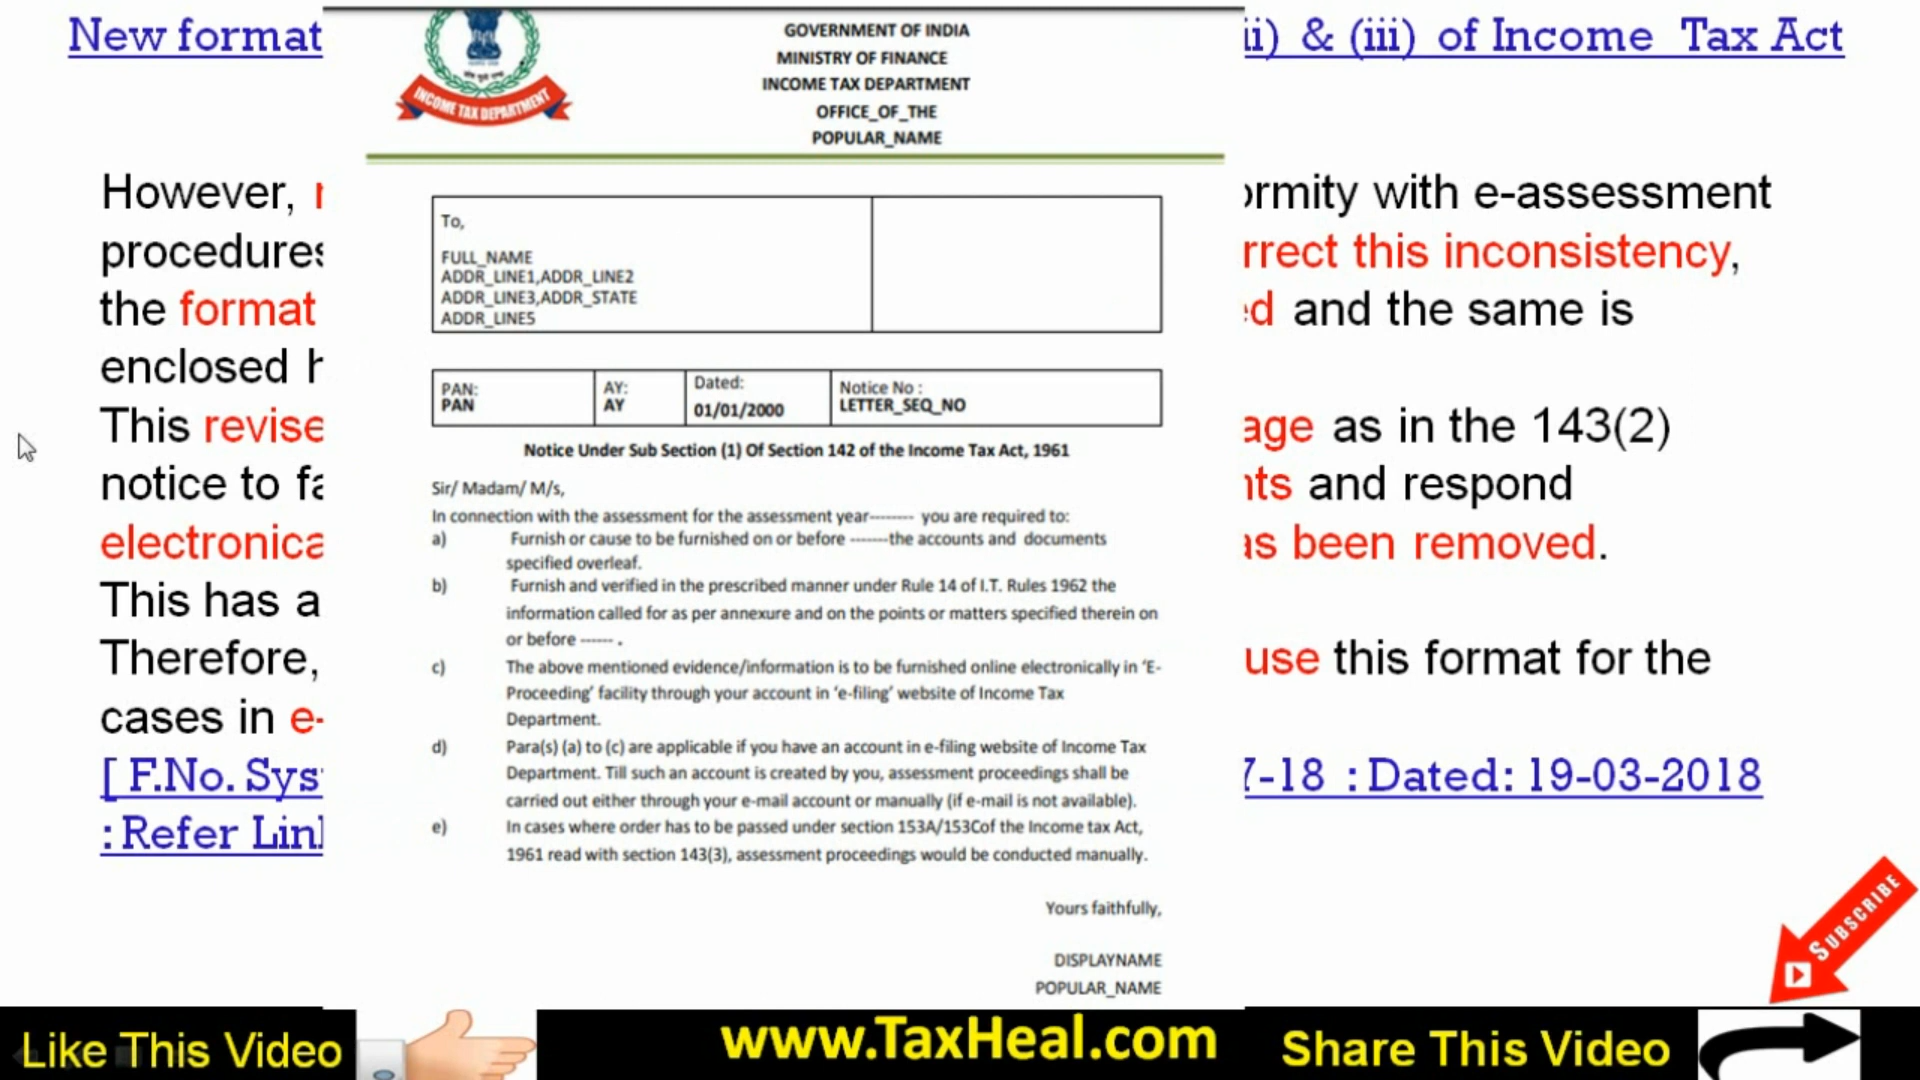 New format
ii) & (iii) of Income Tax Act
However,
ormity with e-assessment
procedures
rrect this inconsistency,
the format
ed and the same is
enclosed h
This revise
age as in the 143(2)
notice to fa
nts and respond
electronica
as been removed.
This has a
Therefore,
use this format for the
cases in e-
[ F.No. Sys
7-18 : Dated: 19-03-2018
: Refer Lin
INCOME TAX DEPARTMENT
GOVERNMENT OF INDIA
MINISTRY OF FINANCE
INCOME TAX DEPARTMENT
OFFICE_OF_THE
POPULAR_NAME
To,
FULL_NAME
ADDR_LINE1,ADDR_LINE2
ADDR_LINE3,ADDR_STATE
ADDR_LINE5
PAN:
PAN
AY:
AY
Dated:
01/01/2000
Notice No :
LETTER_SEQ_NO
Notice Under Sub Section (1) Of Section 142 of the Income Tax Act, 1961
Sir/ Madam/ M/s,
In connection with the assessment for the assessment year-------- you are required to:
a) Furnish or cause to be furnished on or before -------the accounts and documents
specified overleaf.
b) Furnish and verified in the prescribed manner under Rule 14 of I.T. Rules 1962 the
information called for as per annexure and on the points or matters specified therein on
or before ------ .
c) The above mentioned evidence/information is to be furnished online electronically in ‘E-
Proceeding’ facility through your account in ‘e-filing’ website of Income Tax
Department.
d) Para(s) (a) to (c) are applicable if you have an account in e-filing website of Income Tax
Department. Till such an account is created by you, assessment proceedings shall be
carried out either through your e-mail account or manually (if e-mail is not available).
e) In cases where order has to be passed under section 153A/153Cof the Income tax Act,
1961 read with section 143(3), assessment proceedings would be conducted manually.
Yours faithfully,
DISPLAYNAME
POPULAR_NAME
SUBSCRIBE
Like This Video
www.TaxHeal.com
Share This Video